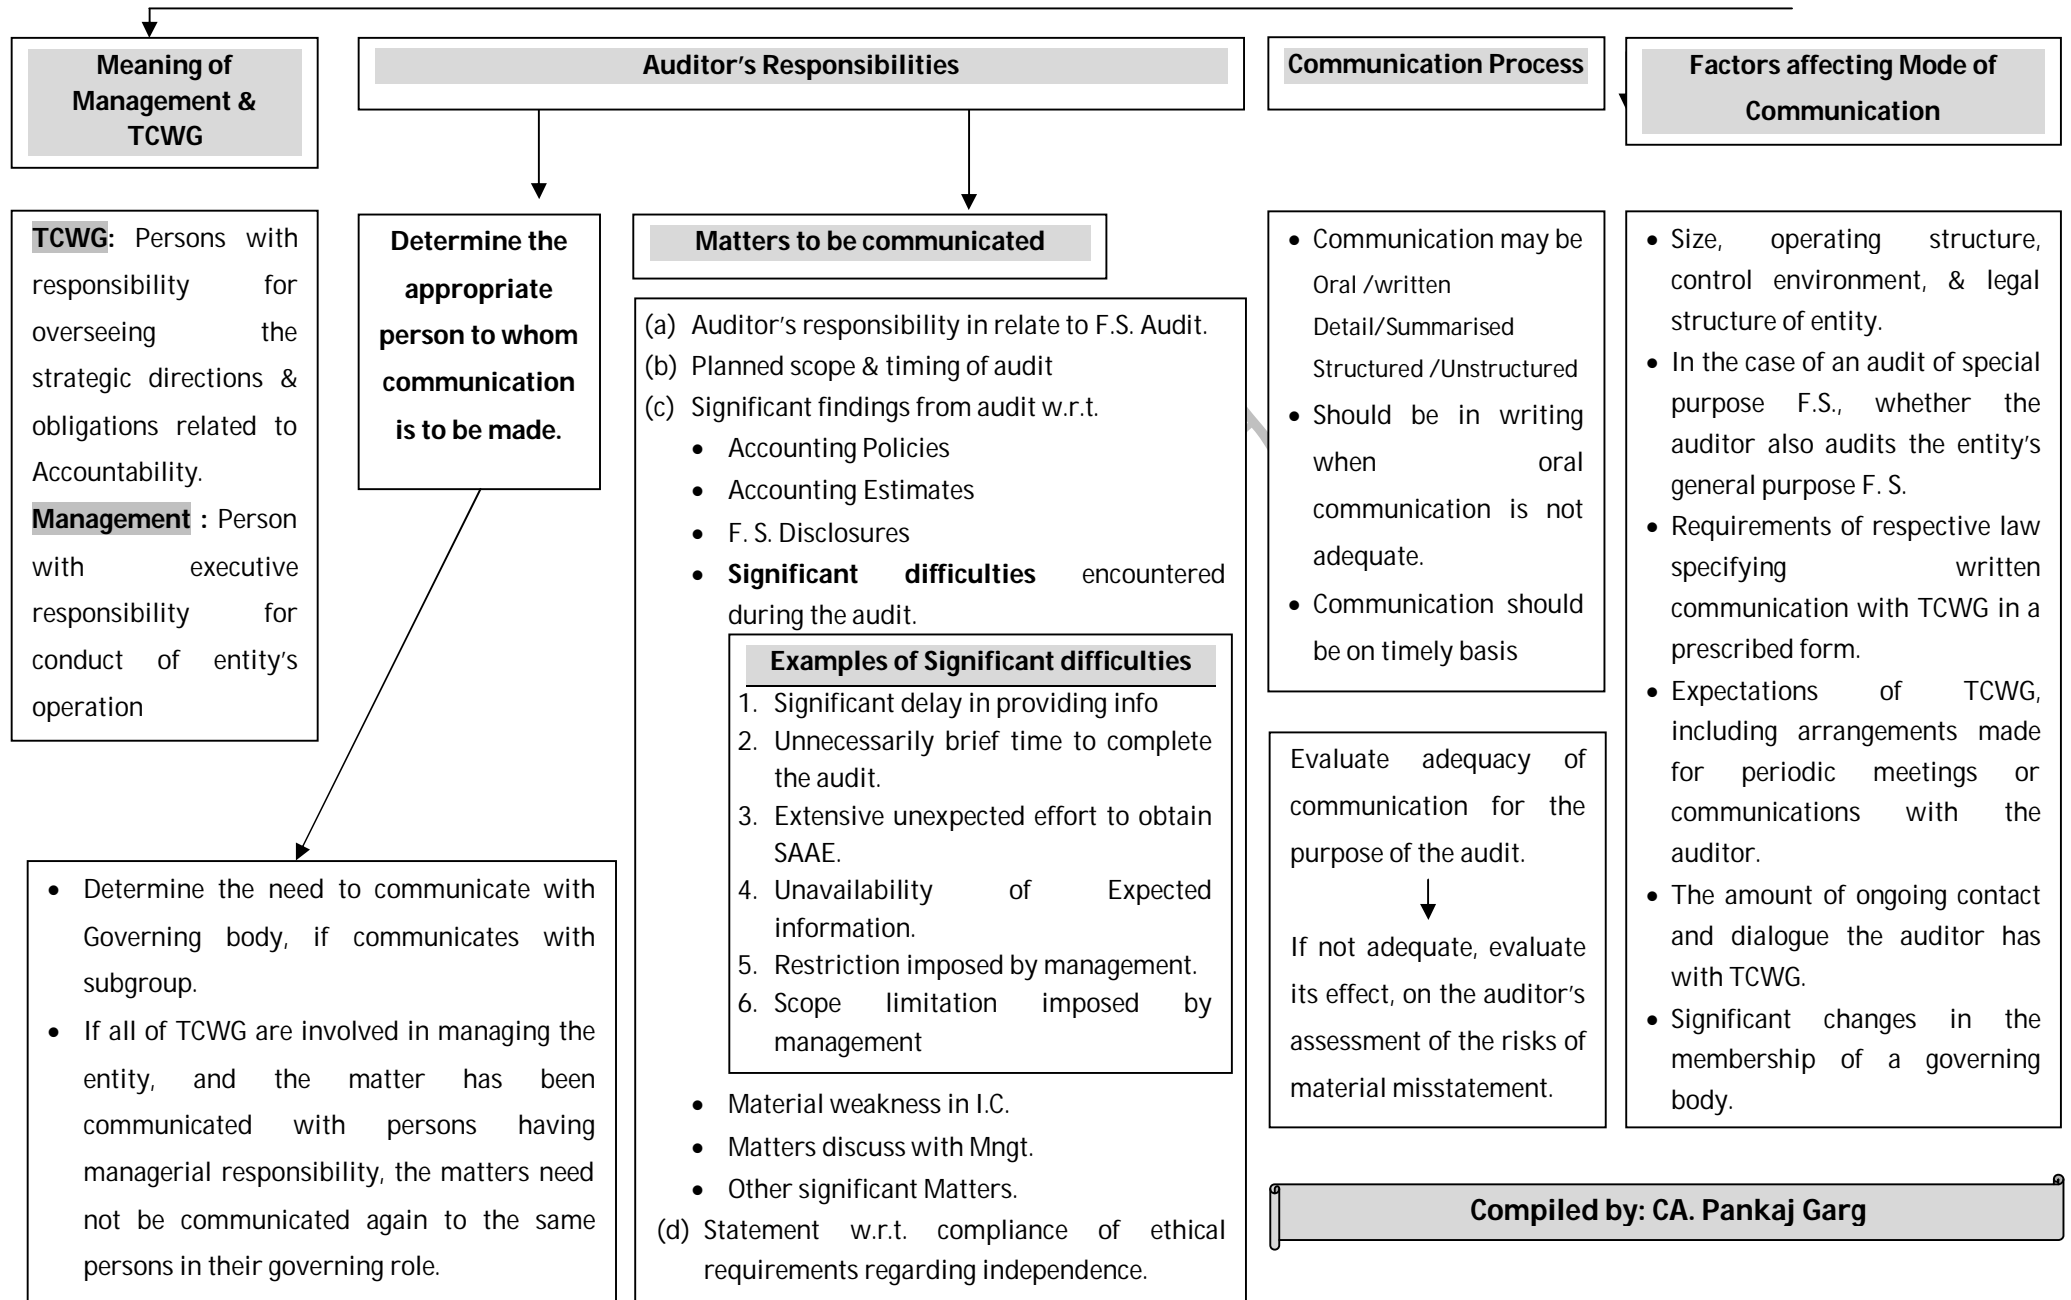 Meaning of
Management &
TCWG
Auditor's Responsibilities
Communication Process
Factors affecting Mode of
Communication
TCWG: Persons with
responsibility for
overseeing the
strategic directions &
obligations related to
Accountability.
Management : Person
with executive
responsibility for
conduct of entity's
operation
Determine the
appropriate
person to whom
communication
is to be made.
• Determine the need to communicate with
Governing body, if communicates with
subgroup.
• If all of TCWG are involved in managing the
entity, and the matter has been
communicated with persons having
managerial responsibility, the matters need
not be communicated again to the same
persons in their governing role.
Matters to be communicated
(a) Auditor's responsibility in relate to F.S. Audit.
(b) Planned scope & timing of audit
(c) Significant findings from audit w.r.t.
• Accounting Policies
• Accounting Estimates
• F. S. Disclosures
• Significant difficulties encountered
during the audit.
Examples of Significant difficulties
1. Significant delay in providing info
2. Unnecessarily brief time to complete
the audit.
3. Extensive unexpected effort to obtain
SAAE.
4. Unavailability of Expected
information.
5. Restriction imposed by management.
6. Scope limitation imposed by
management
• Material weakness in I.C.
• Matters discuss with Mngt.
• Other significant Matters.
(d) Statement w.r.t. compliance of ethical
requirements regarding independence.
• Communication may be
Oral /written
Detail/Summarised
Structured /Unstructured
• Should be in writing
when oral
communication is not
adequate.
• Communication should
be on timely basis
Evaluate adequacy of
communication for the
purpose of the audit.
If not adequate, evaluate
its effect, on the auditor's
assessment of the risks of
material misstatement.
• Size, operating structure,
control environment, & legal
structure of entity.
• In the case of an audit of special
purpose F.S., whether the
auditor also audits the entity's
general purpose F. S.
• Requirements of respective law
specifying written
communication with TCWG in a
prescribed form.
• Expectations of TCWG,
including arrangements made
for periodic meetings or
communications with the
auditor.
• The amount of ongoing contact
and dialogue the auditor has
with TCWG.
• Significant changes in the
membership of a governing
body.
Compiled by: CA. Pankaj Garg